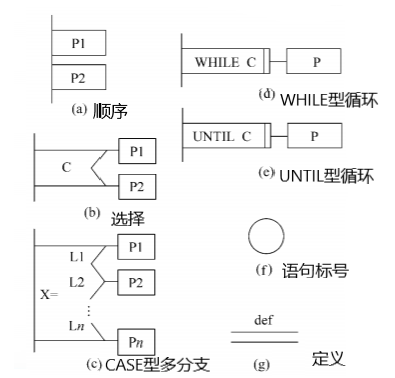 P1
P2
(a) 顺序
C
P1
P2
(b) 选择
X=
L1
L2
⋮
Ln
P1
P2
Pn
(c) CASE型多分支
WHILE C
P
(d) WHILE型循环
UNTIL C
P
(e) UNTIL型循环
(f) 语句标号
def
(g) 定义